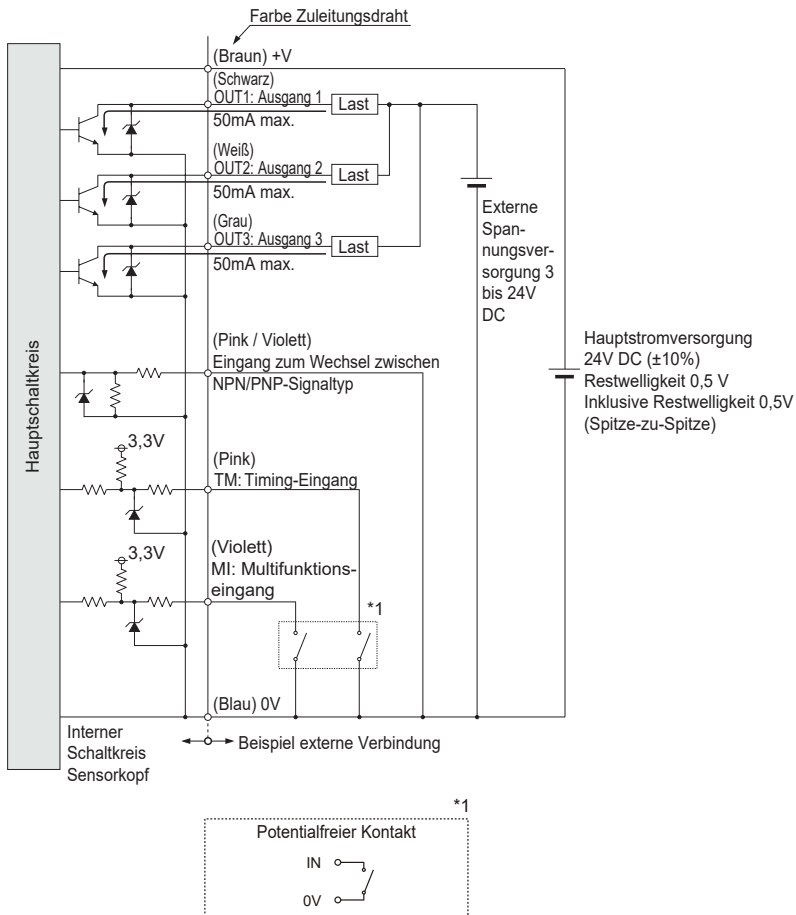 Farbe Zuleitungsdraht
(Braun) +V
(Schwarz)
OUT1: Ausgang 1
Last
50mA max.
(Weiß)
OUT2: Ausgang 2
Last
50mA max.
(Grau)
OUT3: Ausgang 3
Last
50mA max.
Externe
Span-
nungsver-
sorgung 3
bis 24V
DC
Hauptstromversorgung
24V DC (±10%)
Restwelligkeit 0,5 V
Inklusive Restwelligkeit 0,5V
(Spitze-zu-Spitze)
Hauptschaltkreis
(Pink / Violett)
Eingang zum Wechsel zwischen
NPN/PNP-Signaltyp
3,3V
(Pink)
TM: Timing-Eingang
3,3V
(Violett)
MI: Multifunktions-
eingang
*1
(Blau) 0V
Interner
Schaltkreis
Sensorkopf
Beispiel externe Verbindung
*1
Potentialfreier Kontakt
IN
0V